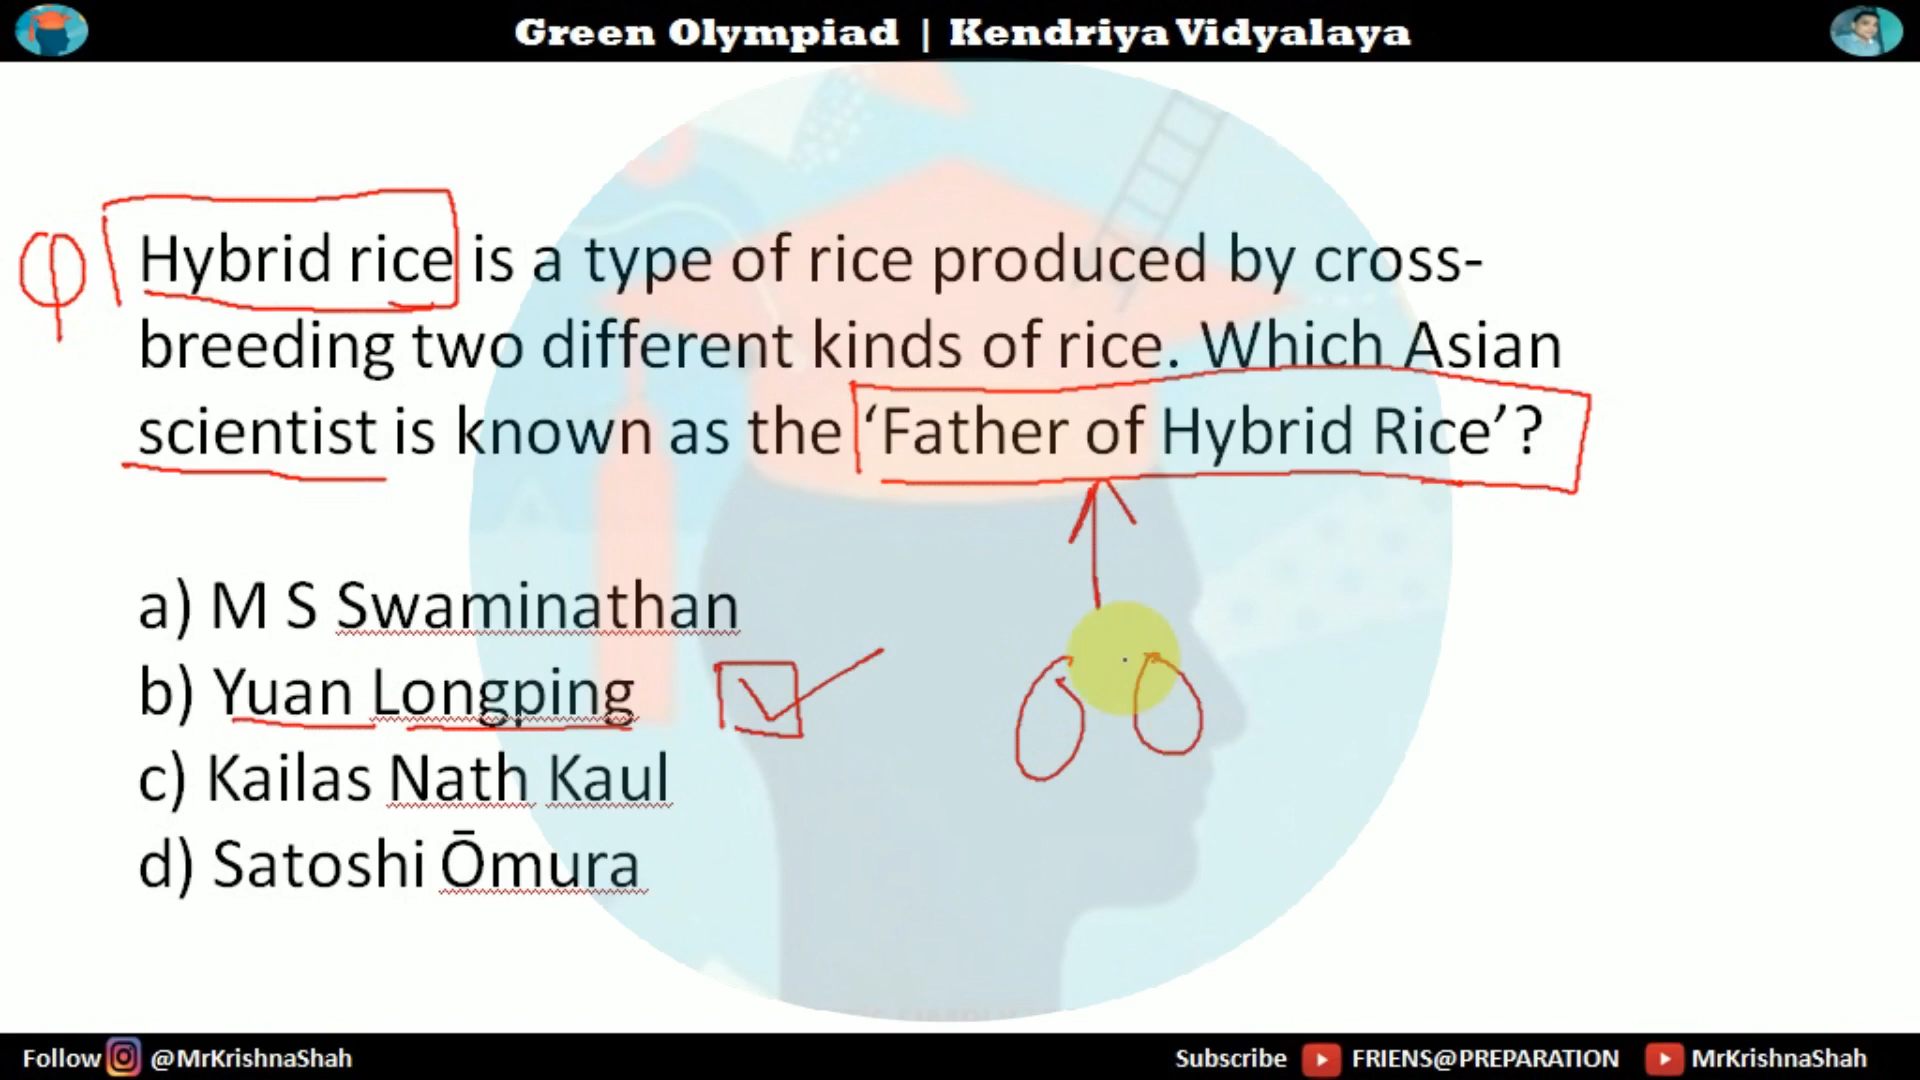 Green Olympiad | Kendriya Vidyalaya
Hybrid rice is a type of rice produced by cross-
breeding two different kinds of rice. Which Asian
scientist is known as the ‘Father of Hybrid Rice’?
a) M S Swaminathan
b) Yuan Longping
c) Kailas Nath Kaul
d) Satoshi Ōmura
Follow @MrKrishnaShah
Subscribe FRIENS@PREPARATION MrKrishnaShah